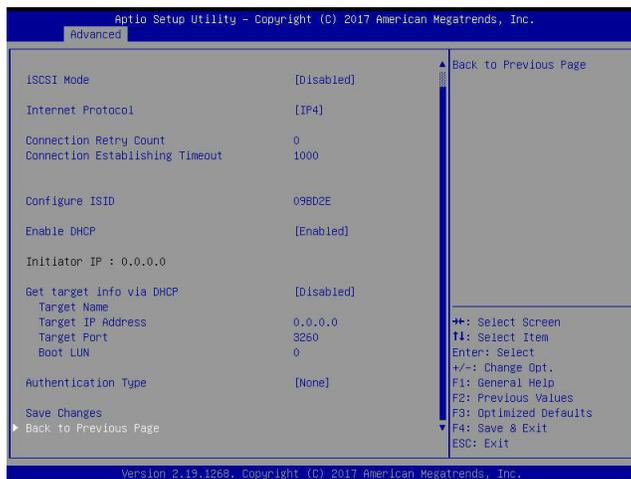 Aptio Setup Utility – Copyright (C) 2017 American Megatrends, Inc.
Advanced
iSCSI Mode [Disabled]
Internet Protocol [IP4]
Connection Retry Count 0
Connection Establishing Timeout 1000
Configure ISID 09BD2E
Enable DHCP [Enabled]
Initiator IP : 0.0.0.0
Get target info via DHCP [Disabled]
Target Name
Target IP Address 0.0.0.0
Target Port 3260
Boot LUN 0
Authentication Type [None]
Save Changes
Back to Previous Page
Back to Previous Page
→←: Select Screen
↑↓: Select Item
Enter: Select
+/-: Change Opt.
F1: General Help
F2: Previous Values
F3: Optimized Defaults
F4: Save & Exit
ESC: Exit
Version 2.19.1268. Copyright (C) 2017 American Megatrends, Inc.